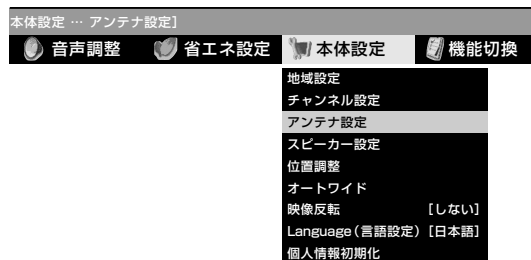 本体設定 … アンテナ設定]
音声調整 省エネ設定 本体設定 機能切換
地域設定
チャンネル設定
アンテナ設定
スピーカー設定
位置調整
オートワイド
映像反転 [しない]
Language(言語設定) [日本語]
個人情報初期化